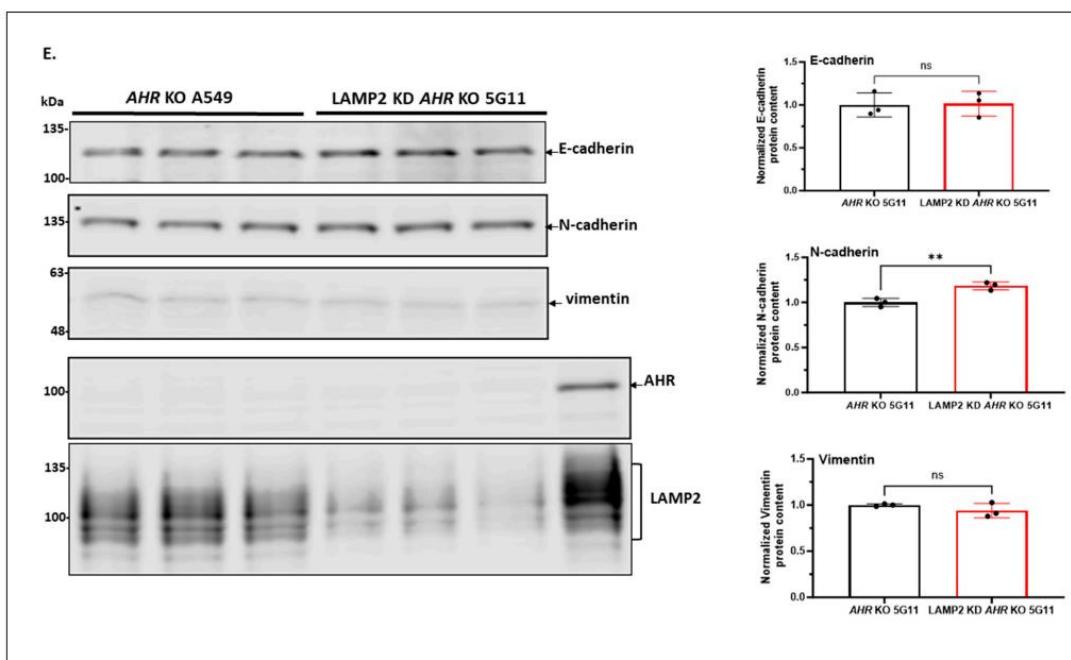 E.
kDa
AHR KO A549
LAMP2 KD AHR KO 5G11
135-
100-
E-cadherin
135-
N-cadherin
63
48-
vimentin
100-
AHR
135-
100-
LAMP2
E-cadherin
ns
Normalized E-cadherin
protein content
1.5
1.0
0.5
0.0
AHR KO 5G11
LAMP2 KD AHR KO 5G11
N-cadherin
**
Normalized N-cadherin
protein content
1.5
1.0
0.5
0.0
AHR KO 5G11
LAMP2 KD AHR KO 5G11
Vimentin
ns
Normalized Vimentin
protein content
1.5
1.0
0.5
0.0
AHR KO 5G11
LAMP2 KD AHR KO 5G11